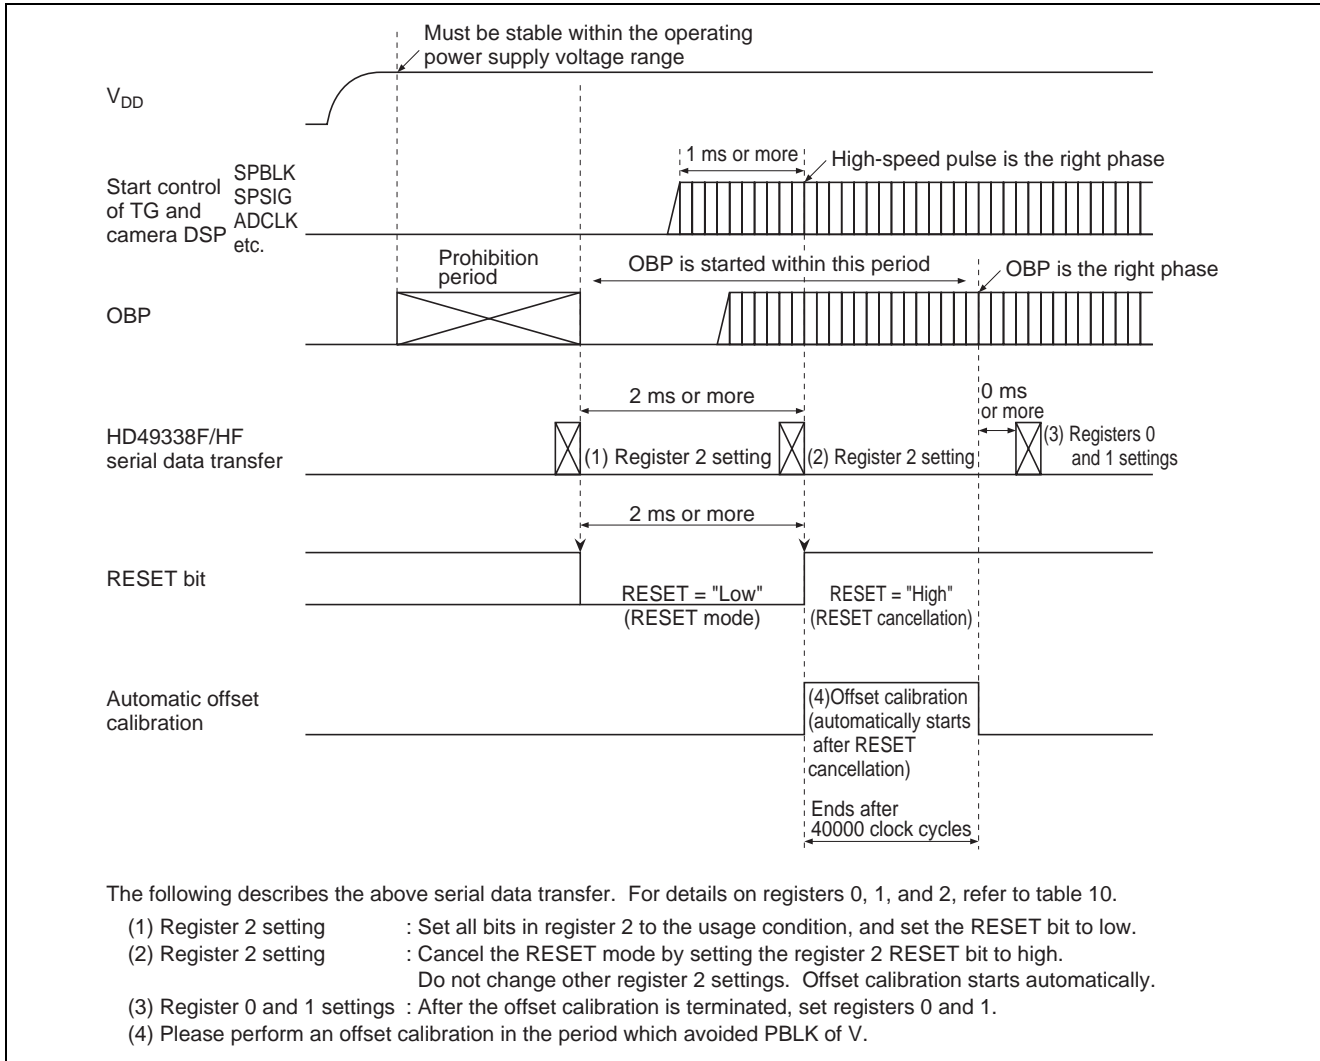 Must be stable within the operating
power supply voltage range
VDD
1 ms or more
High-speed pulse is the right phase
Start control
of TG and
camera DSP
SPBLK
SPSIG
ADCLK
etc.
Prohibition
period
OBP is started within this period
OBP is the right phase
OBP
2 ms or more
0 ms
or more
HD49338F/HF
serial data transfer
(1) Register 2 setting
(2) Register 2 setting
(3) Registers 0
and 1 settings
2 ms or more
RESET bit
RESET = "Low"
(RESET mode)
RESET = "High"
(RESET cancellation)
Automatic offset
calibration
(4)Offset calibration
(automatically starts
after RESET
cancellation)
Ends after
40000 clock cycles
The following describes the above serial data transfer. For details on registers 0, 1, and 2, refer to table 10.
(1) Register 2 setting : Set all bits in register 2 to the usage condition, and set the RESET bit to low.
(2) Register 2 setting : Cancel the RESET mode by setting the register 2 RESET bit to high.
Do not change other register 2 settings. Offset calibration starts automatically.
(3) Register 0 and 1 settings : After the offset calibration is terminated, set registers 0 and 1.
(4) Please perform an offset calibration in the period which avoided PBLK of V.